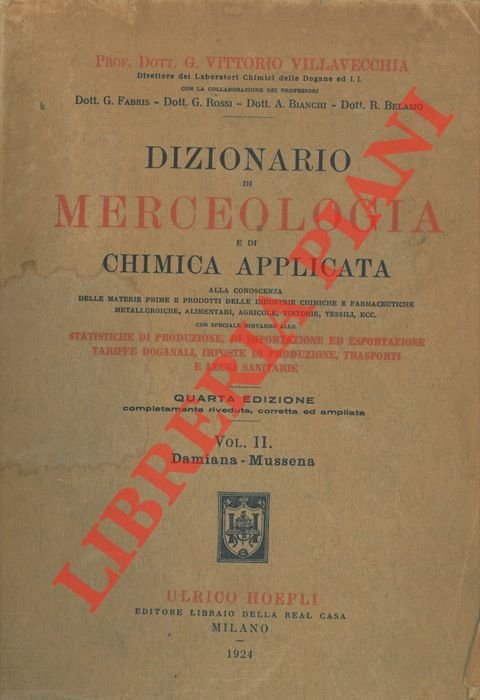 PROF. DOTT. G. VITTORIO VILLAVECCHIA
Direttore dei Laboratori Chimici delle Dogane ed I. I.
CON LA COLLABORAZIONE DEI PROFESSORI
Dott. G. FABRIS - Dott. G. ROSSI - Dott. A. BIANCHI - Dott. R. BELASIO
DIZIONARIO
DI
MERCEOLOGIA
E DI
CHIMICA APPLICATA
ALLA CONOSCENZA
DELLE MATERIE PRIME E PRODOTTI DELLE INDUSTRIE CHIMICHE E FARMACEUTICHE
METALLURGICHE, ALIMENTARI, AGRICOLE, TINTORIE, TESSILI, ECC.
CON SPECIALE RIGUARDO ALLE
STATISTICHE DI PRODUZIONE, DI IMPORTAZIONE ED ESPORTAZIONE
TARIFFE DOGANALI, IMPOSTE DI PRODUZIONE, TRASPORTI
E LEGGI SANITARIE
QUARTA EDIZIONE
completamente riveduta, corretta ed ampliata
VOL. II.
Damiana - Mussena
ULRICO HOEPLI
EDITORE LIBRAIO DELLA REAL CASA
MILANO
1924
LIBRERIA PIANI